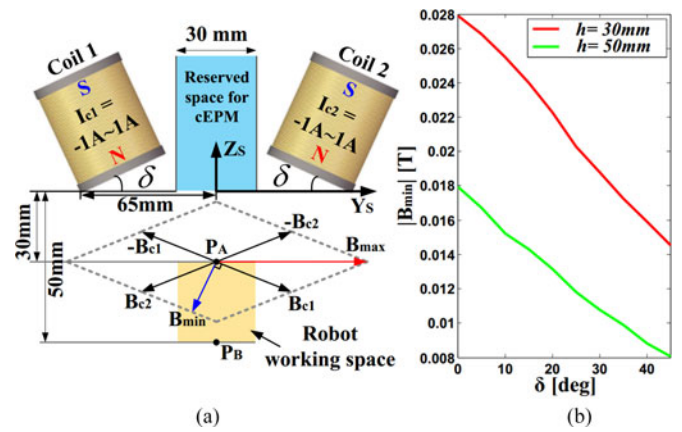 30 mm
Coil 1
Coil 2
Reserved
space for
cEPM
S
Ic1 =
-1A~1A
N
S
Ic2 =
-1A~1A
N
δ
δ
Zs
Ys
65mm
30mm
50mm
-Bc1
PA
-Bc2
Bmax
Bc2
Bc1
Bmin
Robot
working space
PB
(a)
h= 30mm
h= 50mm
|Bmin| [T]
0.028
0.026
0.024
0.022
0.02
0.018
0.016
0.014
0.012
0.01
0.008
0 10 20 30 40
δ [deg]
(b)